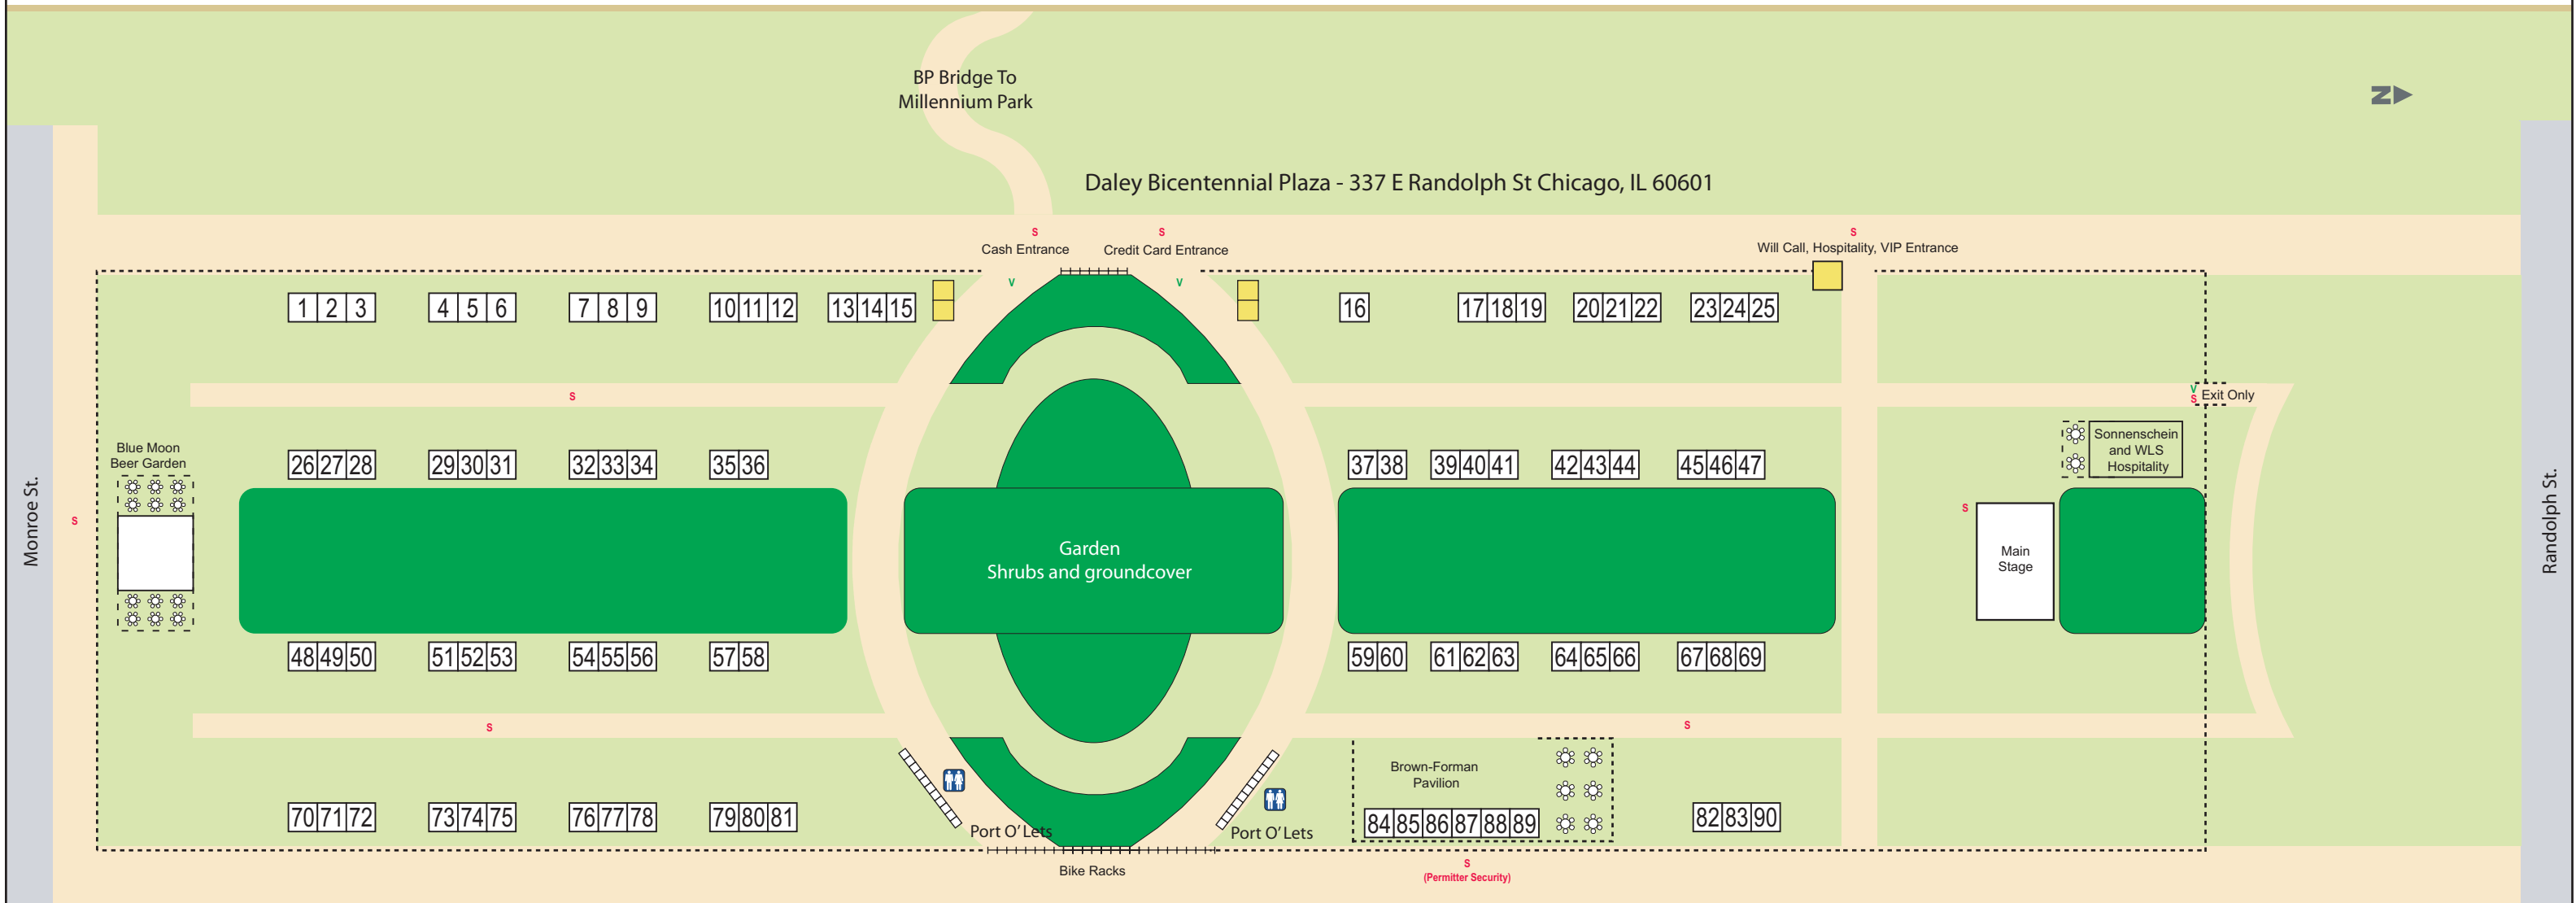 BP Bridge To
Millennium Park
N
Daley Bicentennial Plaza - 337 E Randolph St Chicago, IL 60601
S
S
S
Cash Entrance
Credit Card Entrance
Will Call, Hospitality, VIP Entrance
V
V
1 2 3
4 5 6
7 8 9
10 11 12
13 14 15
16
17 18 19
20 21 22
23 24 25
S
V
S
Exit Only
Blue Moon
Beer Garden
26 27 28
29 30 31
32 33 34
35 36
37 38
39 40 41
42 43 44
45 46 47
Sonnenschein
and WLS
Hospitality
Monroe St.
S
Garden
Shrubs and groundcover
S
Main
Stage
Randolph St.
48 49 50
51 52 53
54 55 56
57 58
59 60
61 62 63
64 65 66
67 68 69
S
S
Brown-Forman
Pavilion
70 71 72
73 74 75
76 77 78
79 80 81
Port O' Lets
Port O' Lets
84 85 86 87 88 89
82 83 90
Bike Racks
S
(Permitter Security)